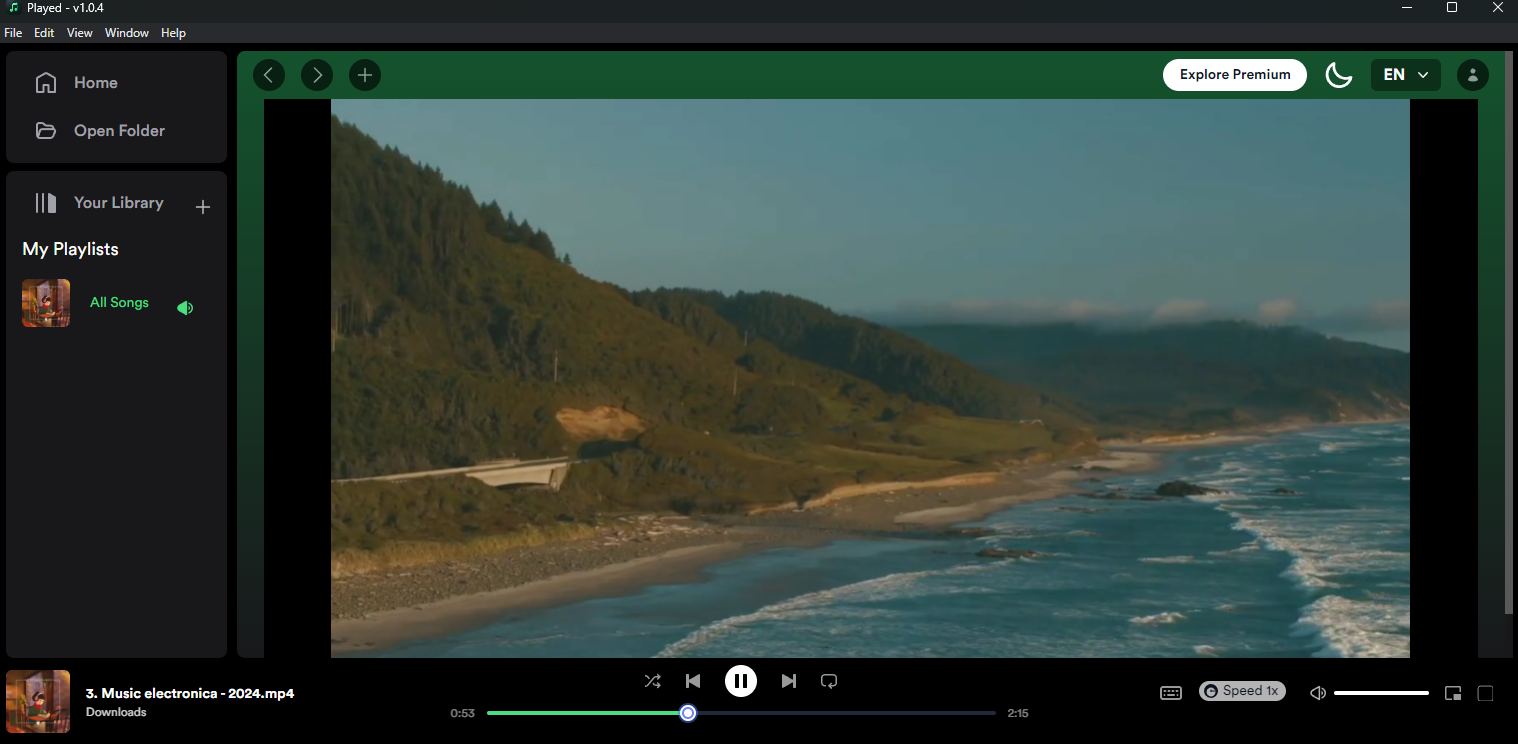 Played - v1.0.4
File Edit View Window Help
Home
Open Folder
Your Library
My Playlists
All Songs
Explore Premium
EN
3. Music electronica - 2024.mp4
Downloads
0:53
2:15
Speed 1x